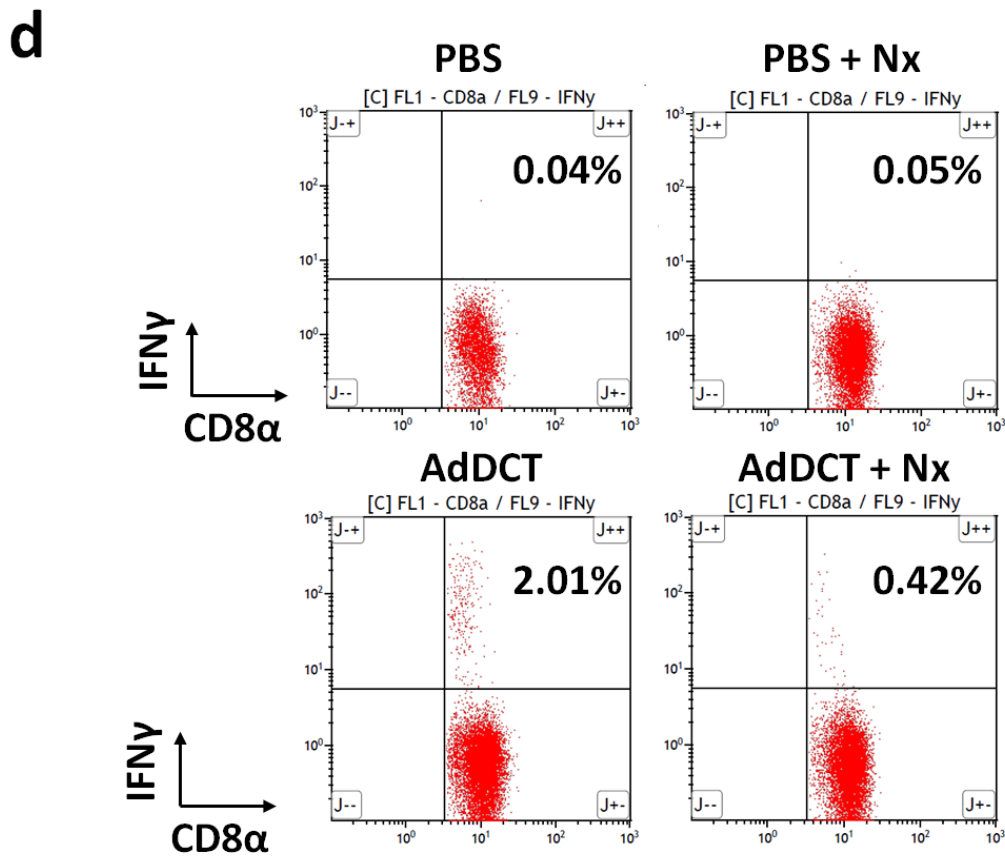 d
PBS
PBS + Nx
[C] FL1 - CD8a / FL9 - IFNy
[C] FL1 - CD8a / FL9 - IFNy
10³
J-+
J++
0.04%
10²
10¹
10⁰
J--
J+-
10⁰
10¹
10²
10³
10³
J-+
J++
0.05%
10²
10¹
10⁰
J--
J+-
10⁰
10¹
10²
10³
IFNγ
CD8α
AdDCT
AdDCT + Nx
[C] FL1 - CD8a / FL9 - IFNy
[C] FL1 - CD8a / FL9 - IFNy
10³
J-+
J++
2.01%
10²
10¹
10⁰
J--
J+-
10⁰
10¹
10²
10³
10³
J-+
J++
0.42%
10²
10¹
10⁰
J--
J+-
10⁰
10¹
10²
10³
IFNγ
CD8α